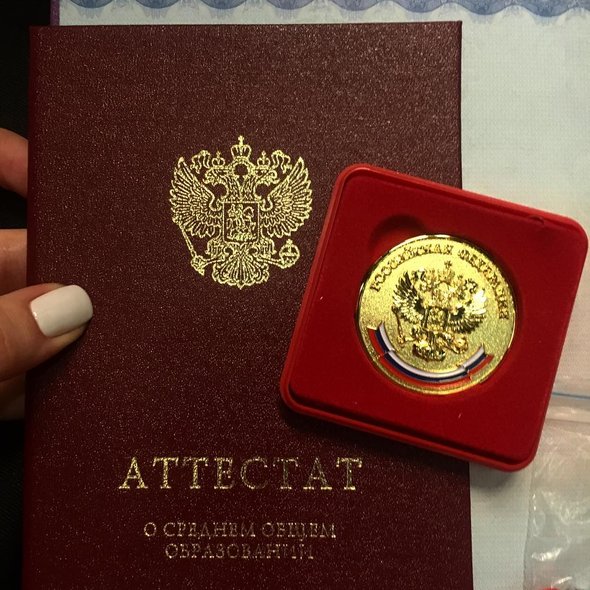 АТТЕСТАТ
О СРЕДНЕМ ОБЩЕМ
ОБРАЗОВАНИИ
РОССИЙСКАЯ ФЕДЕРАЦИЯ